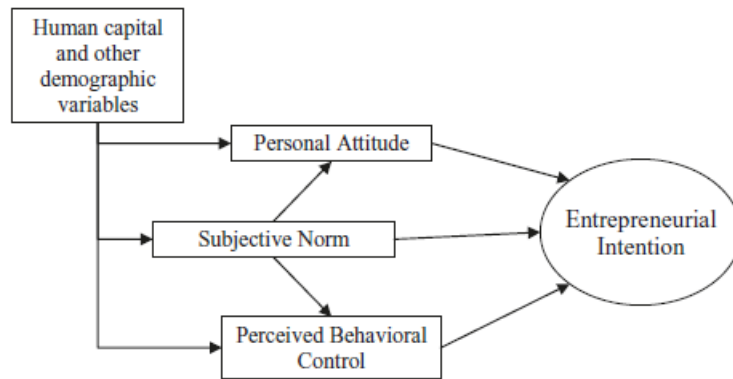 Human capital
and other
demographic
variables
Personal Attitude
Subjective Norm
Entrepreneurial
Intention
Perceived Behavioral
Control